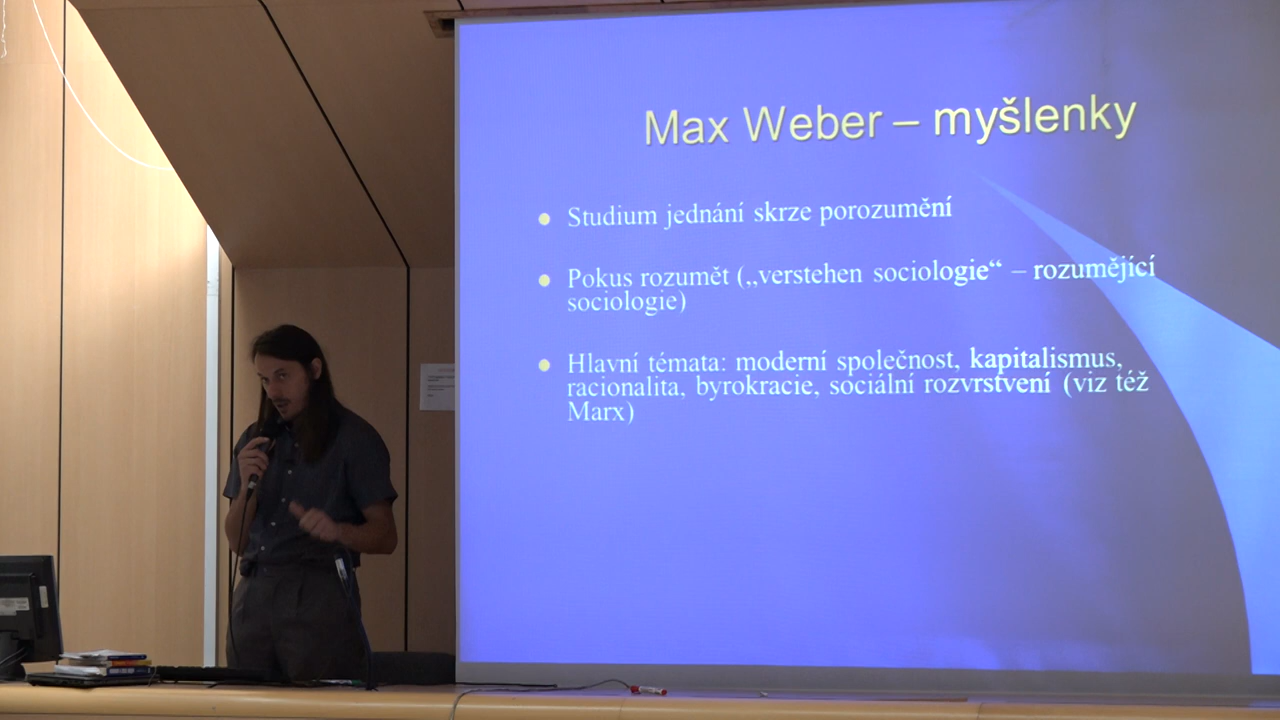 Max Weber – myšlenky
Studium jednání skrze porozumění
Pokus rozumět („verstehen sociologie“ – rozumějící
sociologie)
Hlavní témata: moderní společnost, kapitalismus,
racionalita, byrokracie, sociální rozvrstvení (viz též
Marx)